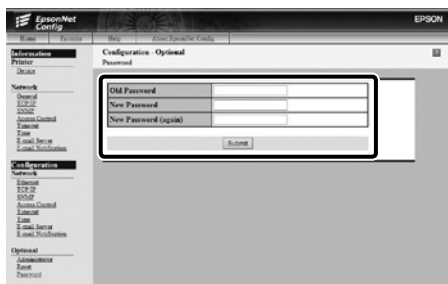 EpsonNet
Config
EPSON
Home
Favorite
Help
About EpsonNet Config
Information
Printer
Device
Network
General
TCP/IP
SNMP
Access Control
Timeout
Time
E-mail Server
E-mail Notification
Configuration
Network
Ethernet
TCP/IP
SNMP
Access Control
Timeout
Time
E-mail Server
E-mail Notification
Optional
Administrator
Reset
Password
Configuration - Optional
Password
Old Password
New Password
New Password (again)
Submit